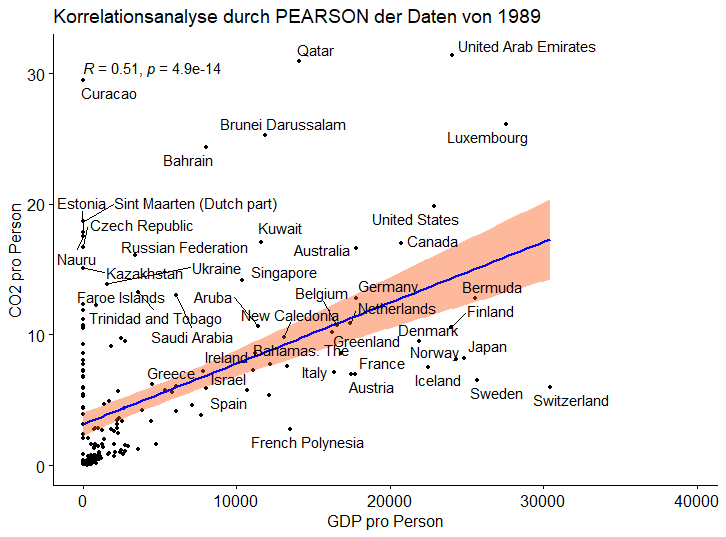 Korrelationsanalyse durch PEARSON der Daten von 1989
Qatar
United Arab Emirates
R = 0.51, p = 4.9e-14
30
Curacao
Brunei Darussalam
Luxembourg
Bahrain
Estonia
Sint Maarten (Dutch part)
20
Czech Republic
United States
Kuwait
Canada
Nauru
Russian Federation
Australia
Kazakhstan
Ukraine
Singapore
Faroe Islands
Aruba
Belgium
Germany
Bermuda
Trinidad and Tobago
New Caledonia
Netherlands
Finland
10
Saudi Arabia
Greenland
Denmark
Ireland
Bahamas. The
Norway
Japan
Greece
Israel
Italy
France
Iceland
Austria
Sweden
Switzerland
Spain
French Polynesia
0
CO2 pro Person
0
10000
20000
30000
40000
GDP pro Person